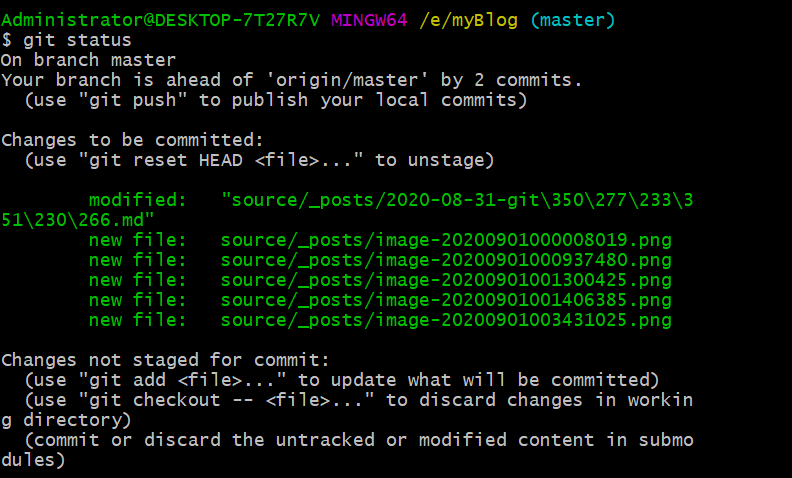 Administrator@DESKTOP-7T27R7V MINGW64 /e/myBlog (master)
$ git status
On branch master
Your branch is ahead of 'origin/master' by 2 commits.
  (use "git push" to publish your local commits)

Changes to be committed:
  (use "git reset HEAD <file>..." to unstage)

        modified:   "source/_posts/2020-08-31-git\350\277\233\3
51\230\266.md"
        new file:   source/_posts/image-20200901000008019.png
        new file:   source/_posts/image-20200901000937480.png
        new file:   source/_posts/image-20200901001300425.png
        new file:   source/_posts/image-20200901001406385.png
        new file:   source/_posts/image-20200901003431025.png

Changes not staged for commit:
  (use "git add <file>..." to update what will be committed)
  (use "git checkout -- <file>..." to discard changes in workin
g directory)
  (commit or discard the untracked or modified content in submo
dules)